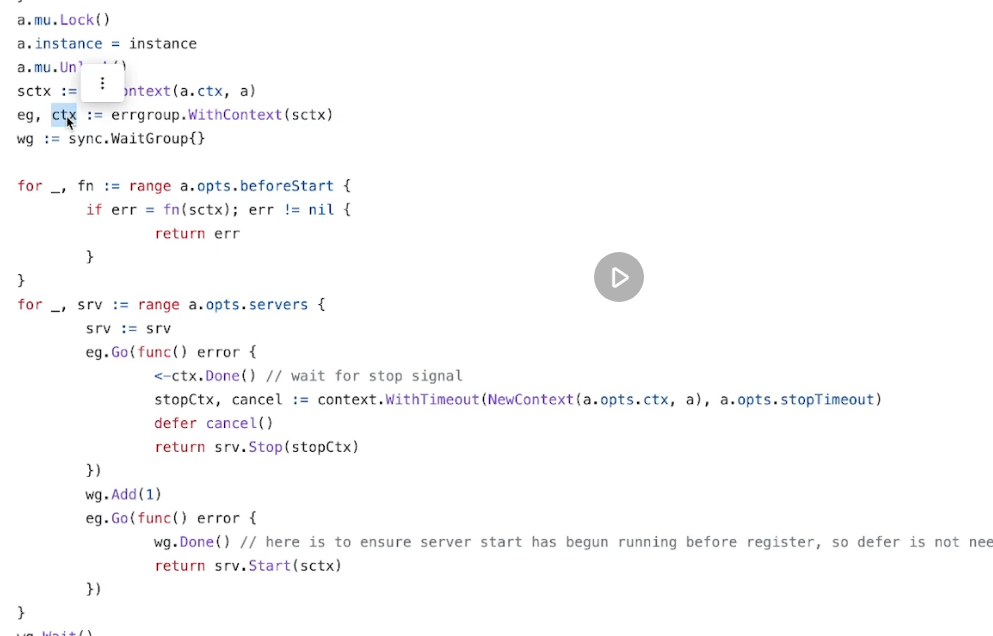 a.mu.Lock()
a.instance = instance
a.mu.Unl
sctx := ontext(a.ctx, a)
eg, ctx := errgroup.WithContext(sctx)
wg := sync.WaitGroup{}
for _, fn := range a.opts.beforeStart {
if err = fn(sctx); err != nil {
return err
}
}
for _, srv := range a.opts.servers {
srv := srv
eg.Go(func() error {
<-ctx.Done() // wait for stop signal
stopCtx, cancel := context.WithTimeout(NewContext(a.opts.ctx, a), a.opts.stopTimeout)
defer cancel()
return srv.Stop(stopCtx)
})
wg.Add(1)
eg.Go(func() error {
wg.Done() // here is to ensure server start has begun running before register, so defer is not nee
return srv.Start(sctx)
})
}
wg.Wait()